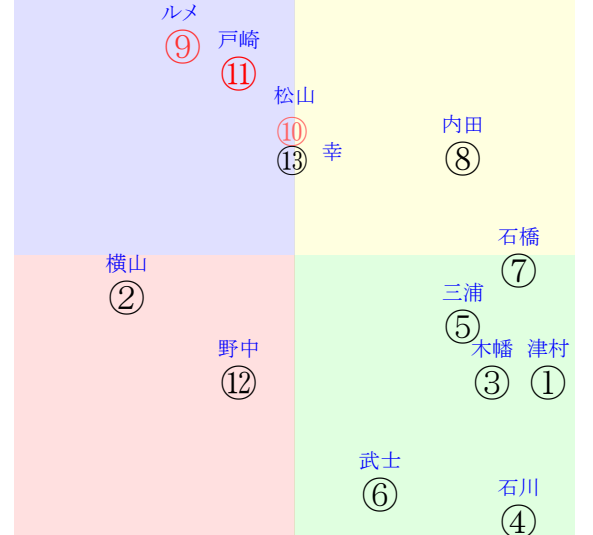 ルメ
⑨
戸崎
⑪
松山
⑩
⑬ 幸
内田
⑧
石橋
⑦
横山
②
三浦
⑤
野中
⑫
木幡 津村
③ ①
武士
⑥
石川
④